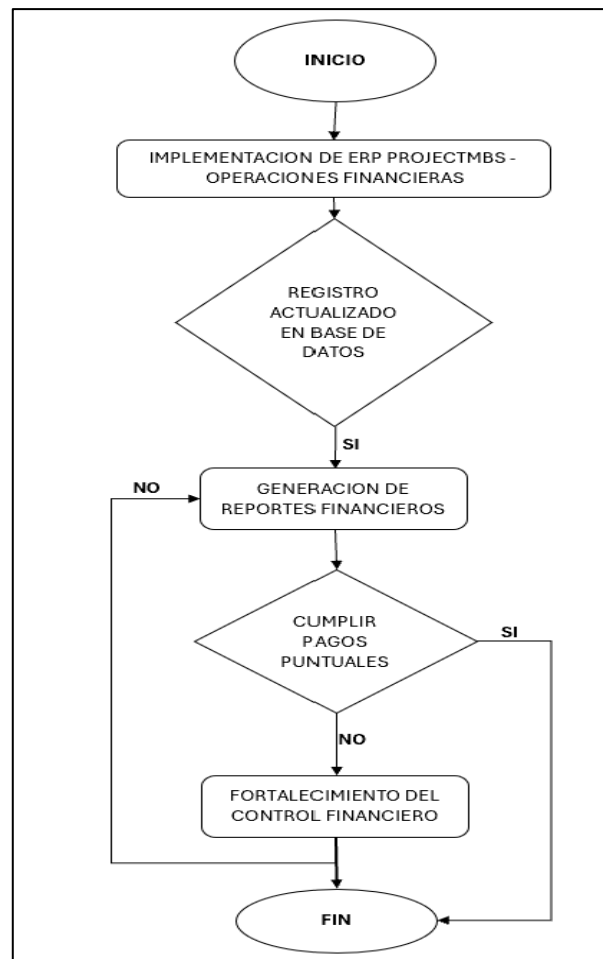 INICIO
IMPLEMENTACION DE ERP PROJECTMBS -
OPERACIONES FINANCIERAS
REGISTRO
ACTUALIZADO
EN BASE DE
DATOS
SI
NO
GENERACION DE
REPORTES FINANCIEROS
CUMPLIR
PAGOS
PUNTUALES
SI
NO
FORTALECIMIENTO DEL
CONTROL FINANCIERO
FIN